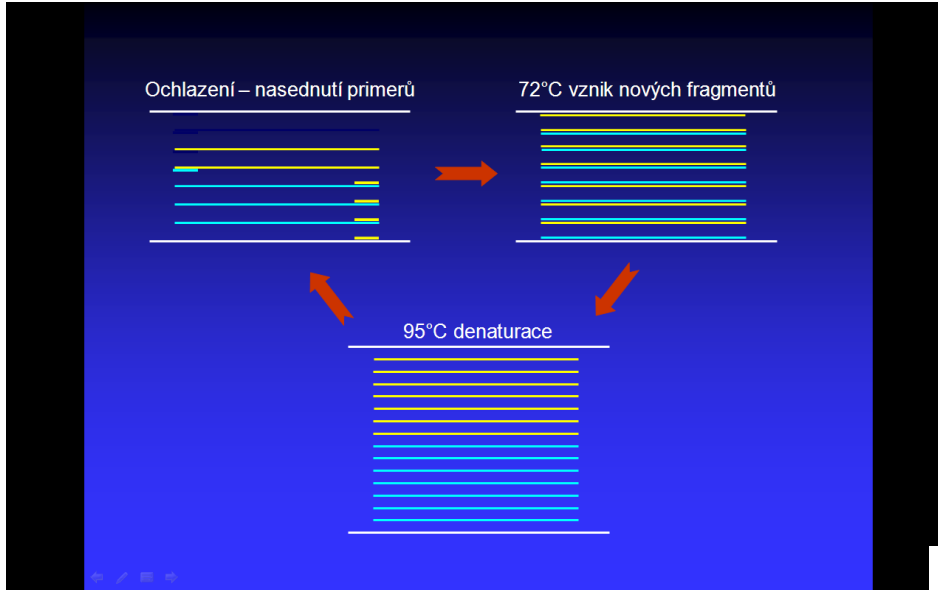 Ochlazení – nasednutí primerů
72°C vznik nových fragmentů
95°C denaturace